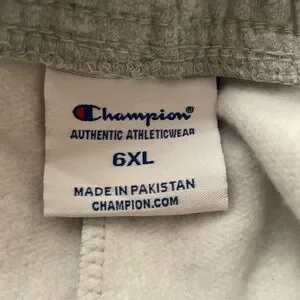 Champion®
AUTHENTIC ATHLETICWEAR
6XL
MADE IN PAKISTAN
CHAMPION.COM